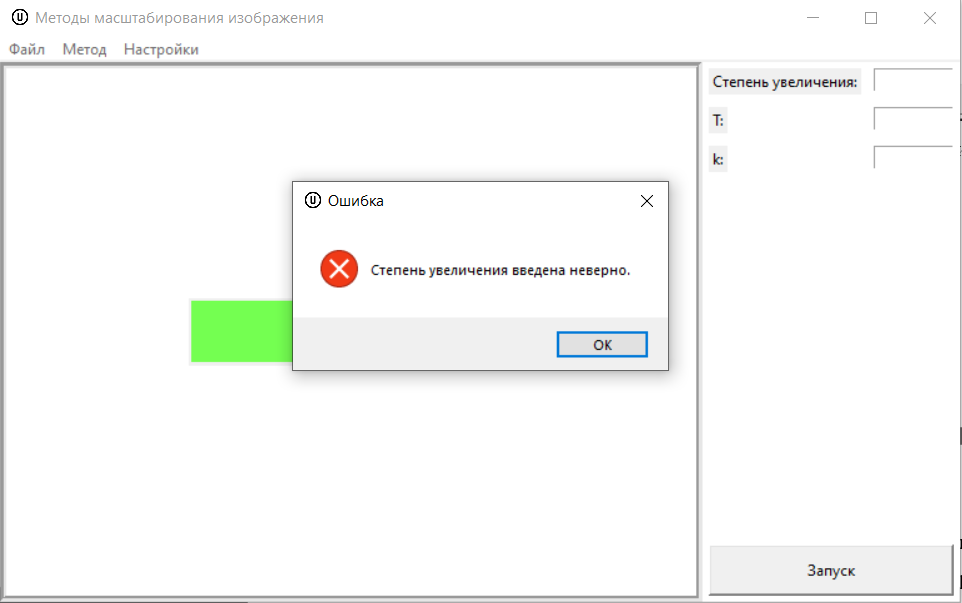 Методы масштабирования изображения
Файл Метод Настройки
Степень увеличения:
T:
k:
Ошибка
Степень увеличения введена неверно.
OK
Запуск